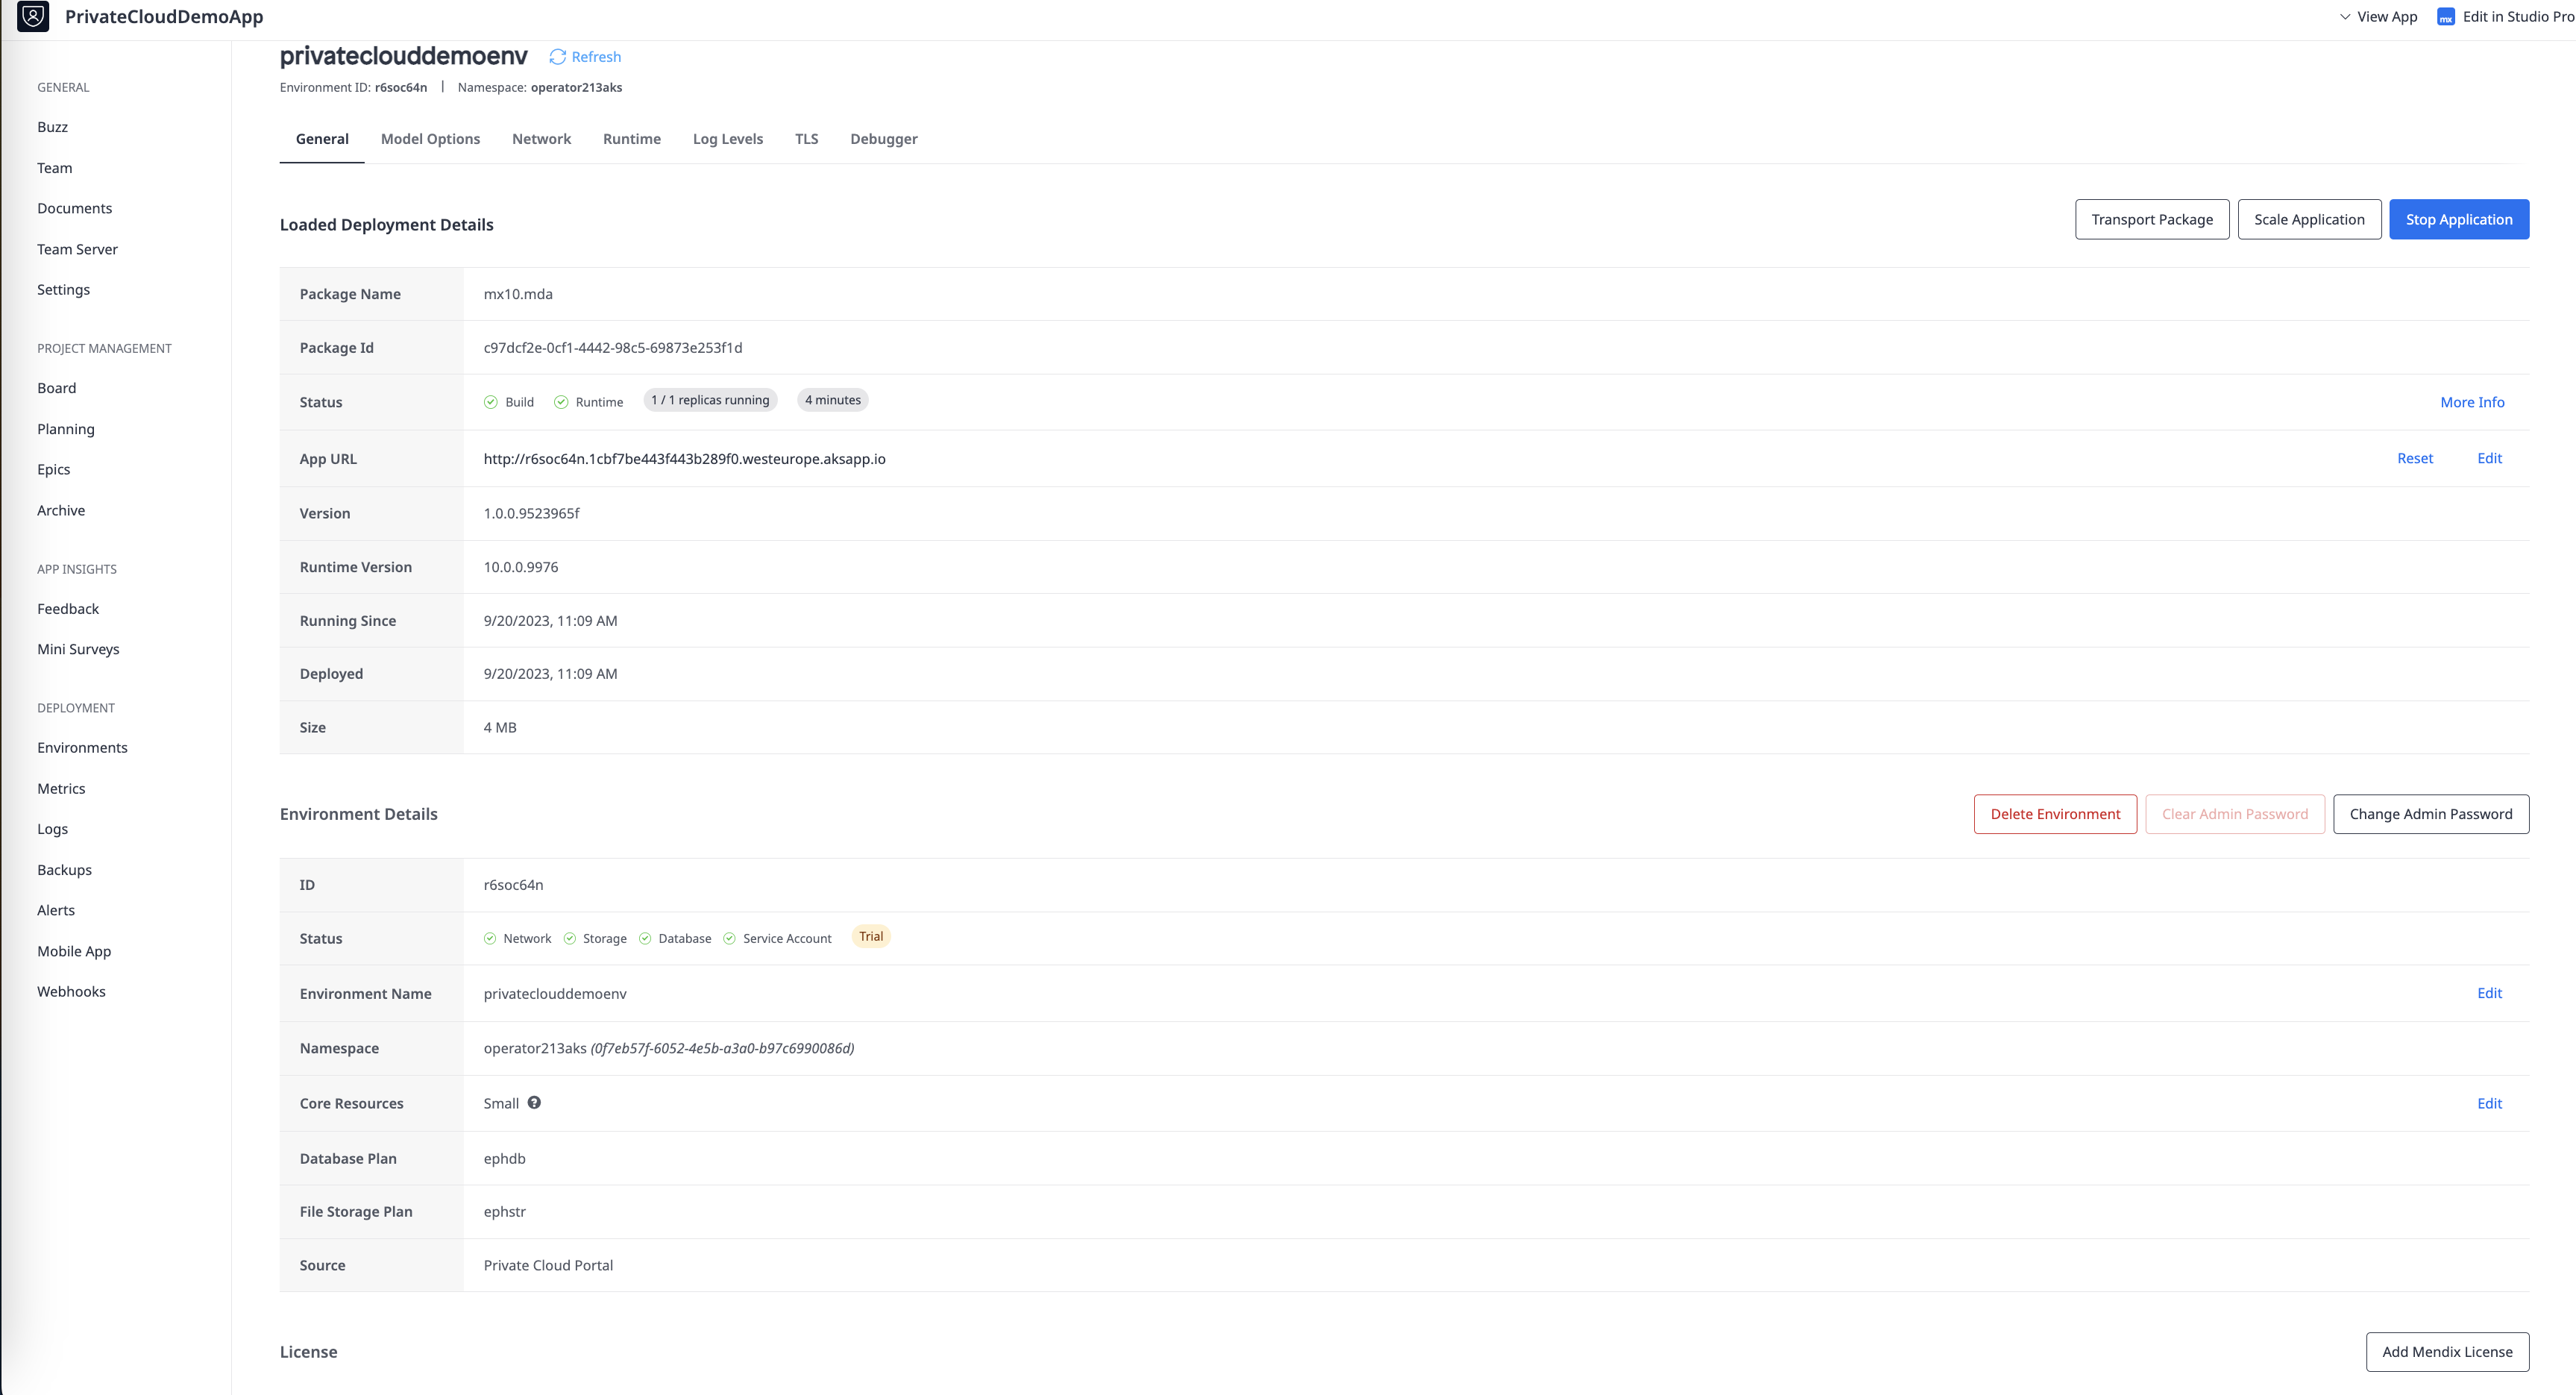 PrivateCloudDemoApp
View App
mx Edit in Studio Pro
GENERAL
Buzz
Team
Documents
Team Server
Settings
PROJECT MANAGEMENT
Board
Planning
Epics
Archive
APP INSIGHTS
Feedback
Mini Surveys
DEPLOYMENT
Environments
Metrics
Logs
Backups
Alerts
Mobile App
Webhooks
privateclouddemoenv Refresh
Environment ID: r6soc64n | Namespace: operator213aks
General Model Options Network Runtime Log Levels TLS Debugger
Loaded Deployment Details Transport Package Scale Application Stop Application
Package Name mx10.mda
Package Id c97dcf2e-0cf1-4442-98c5-69873e253f1d
Status Build Runtime 1 / 1 replicas running 4 minutes More Info
App URL http://r6soc64n.1cbf7be443f443b289f0.westeurope.aksapp.io Reset Edit
Version 1.0.0.9523965f
Runtime Version 10.0.0.9976
Running Since 9/20/2023, 11:09 AM
Deployed 9/20/2023, 11:09 AM
Size 4 MB
Environment Details Delete Environment Clear Admin Password Change Admin Password
ID r6soc64n
Status Network Storage Database Service Account Trial
Environment Name privateclouddemoenv Edit
Namespace operator213aks (0f7eb57f-6052-4e5b-a3a0-b97c6990086d)
Core Resources Small ? Edit
Database Plan ephdb
File Storage Plan ephstr
Source Private Cloud Portal
License Add Mendix License